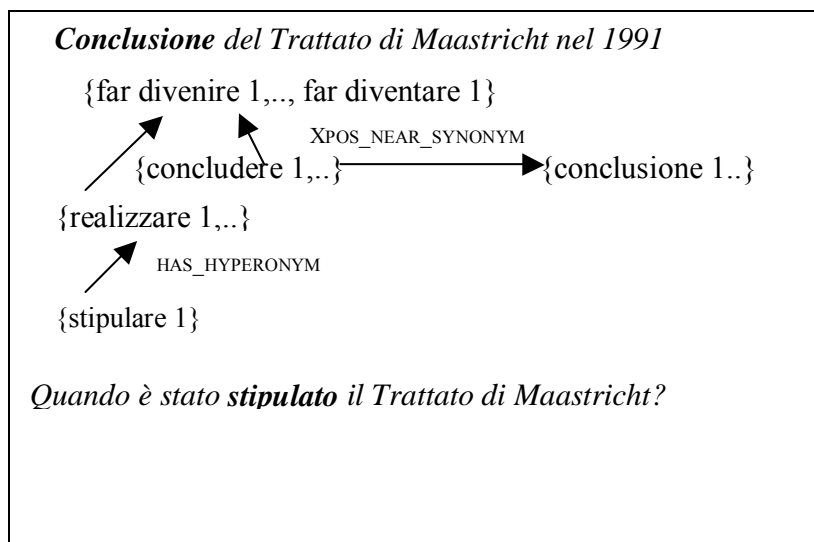 Conclusione del Trattato di Maastricht nel 1991
{far divenire 1,.., far diventare 1}
XPOS_NEAR_SYNONYM
{concludere 1,..} {conclusione 1..}
{realizzare 1,..}
HAS_HYPERONYM
{stipulare 1}
Quando è stato stipulato il Trattato di Maastricht?